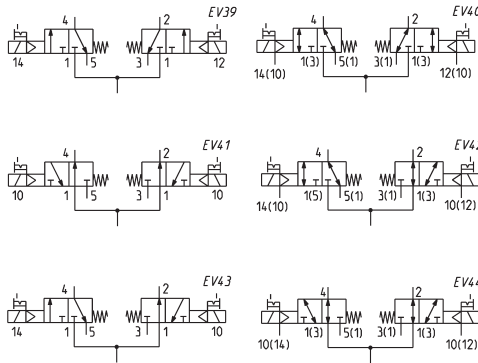 4 2 EV39
14 1 5 3 1 12
4 2 EV40
14(10) 1(3) 5(1) 3(1) 1(3) 12(10)
4 2 EV41
10 1 5 3 1 10
4 2 EV42
14(10) 1(5) 5(1) 3(1) 1(3) 10(12)
4 2 EV43
14 1 5 3 1 10
4 2 EV44
10(14) 1(3) 5(1) 3(1) 1(3) 10(12)